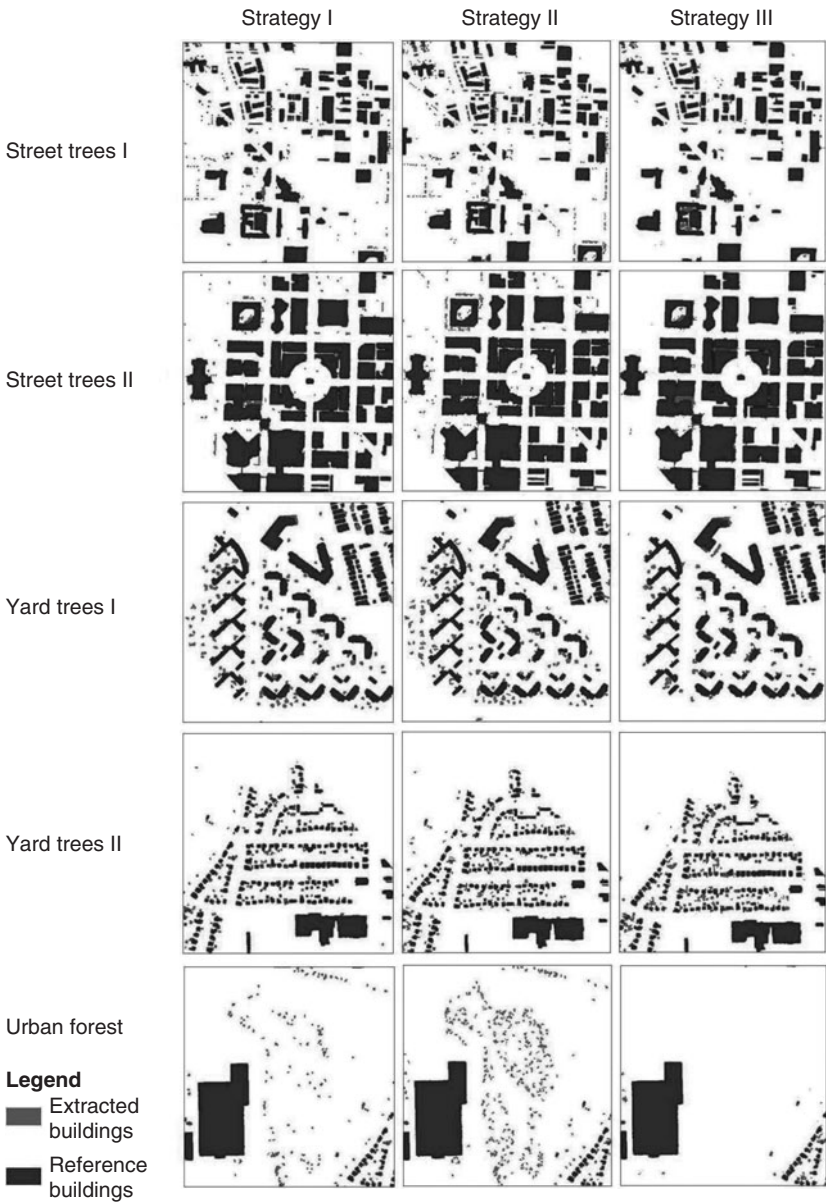 Strategy I
Strategy II
Strategy III
Street trees I
Street trees II
Yard trees I
Yard trees II
Urban forest
Legend
Extracted
buildings
Reference
buildings